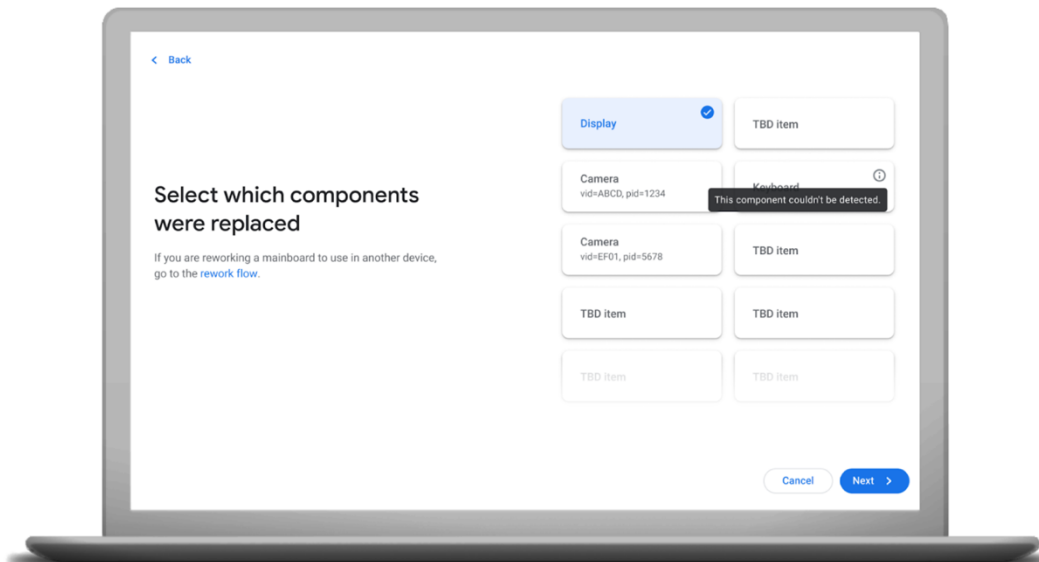 Back
Select which components
were replaced
If you are reworking a mainboard to use in another device,
go to the rework flow.
Display
TBD item
Camera
vid=ABCD, pid=1234
Keyboard
This component couldn't be detected.
Camera
vid=EF01, pid=5678
TBD item
TBD item
TBD item
TBD item
TBD item
Cancel
Next